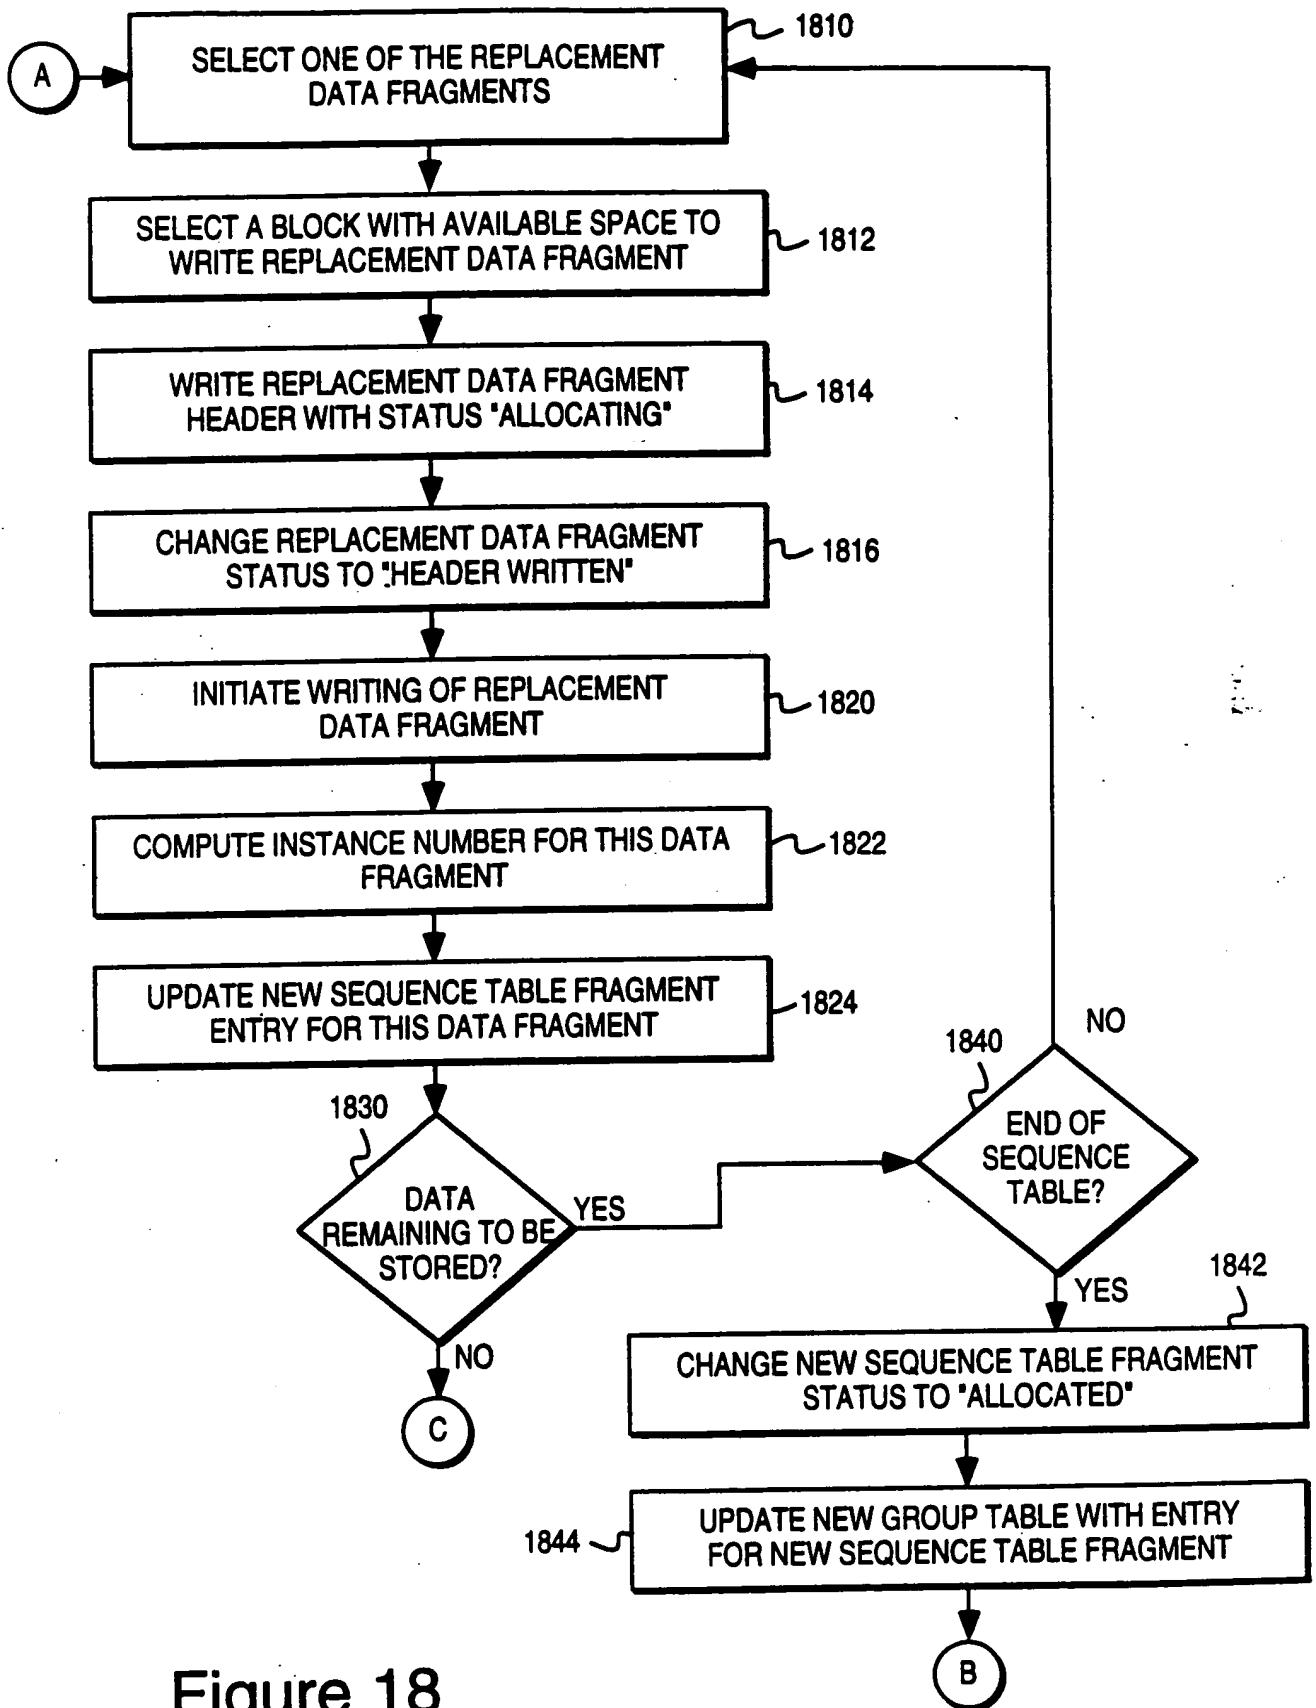 1810
A
SELECT ONE OF THE REPLACEMENT
DATA FRAGMENTS
SELECT A BLOCK WITH AVAILABLE SPACE TO
WRITE REPLACEMENT DATA FRAGMENT
1812
WRITE REPLACEMENT DATA FRAGMENT
HEADER WITH STATUS "ALLOCATING"
1814
CHANGE REPLACEMENT DATA FRAGMENT
STATUS TO "HEADER WRITTEN"
1816
INITIATE WRITING OF REPLACEMENT
DATA FRAGMENT
1820
COMPUTE INSTANCE NUMBER FOR THIS DATA
FRAGMENT
1822
UPDATE NEW SEQUENCE TABLE FRAGMENT
ENTRY FOR THIS DATA FRAGMENT
1824
1830
DATA
REMAINING TO BE
STORED?
YES
NO
C
1840
NO
END OF
SEQUENCE
TABLE?
YES
1842
CHANGE NEW SEQUENCE TABLE FRAGMENT
STATUS TO "ALLOCATED"
1844
UPDATE NEW GROUP TABLE WITH ENTRY
FOR NEW SEQUENCE TABLE FRAGMENT
B
Figure 18